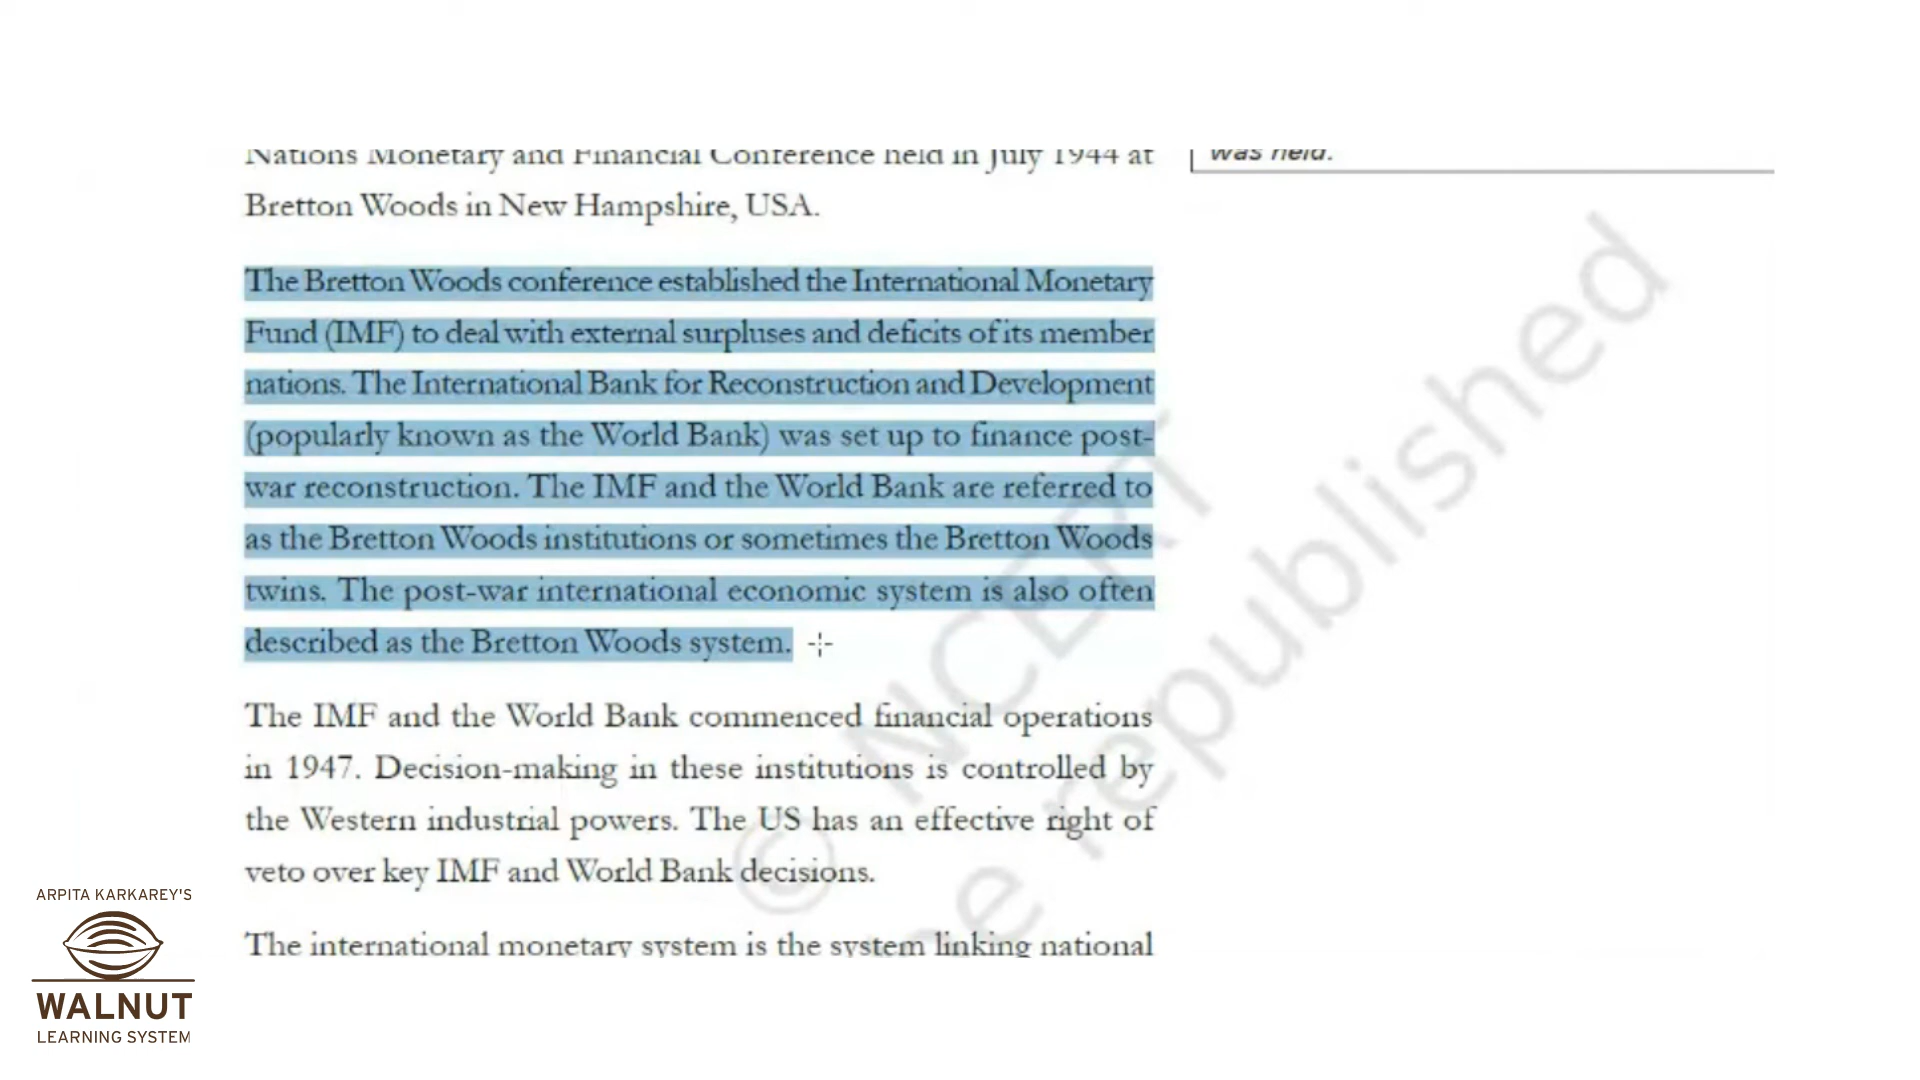 Nations Monetary and Financial Conference held in July 1944 at
Bretton Woods in New Hampshire, USA.
was held.
The Bretton Woods conference established the International Monetary
Fund (IMF) to deal with external surpluses and deficits of its member
nations. The International Bank for Reconstruction and Development
(popularly known as the World Bank) was set up to finance post-
war reconstruction. The IMF and the World Bank are referred to
as the Bretton Woods institutions or sometimes the Bretton Woods
twins. The post-war international economic system is also often
described as the Bretton Woods system.
The IMF and the World Bank commenced financial operations
in 1947. Decision-making in these institutions is controlled by
the Western industrial powers. The US has an effective right of
veto over key IMF and World Bank decisions.
The international monetary system is the system linking national
© NCERT
be republished
ARPITA KARKAREY'S
WALNUT
LEARNING SYSTEM